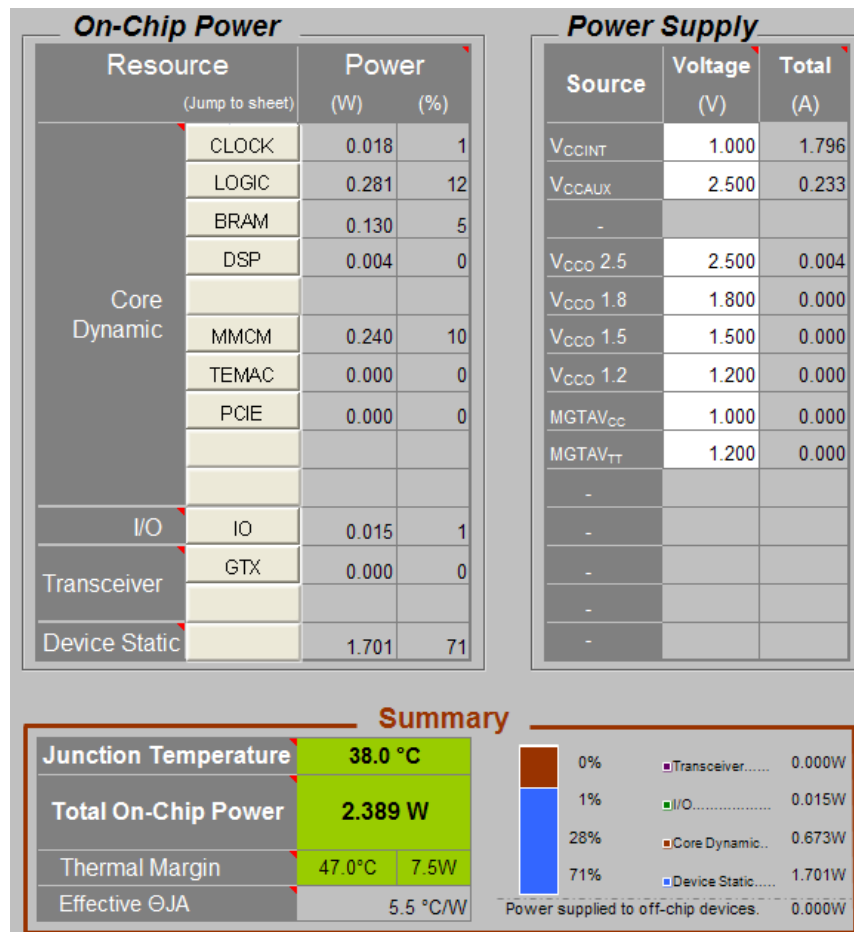 On-Chip Power
Resource Power
(Jump to sheet) (W) (%)
CLOCK 0.018 1
LOGIC 0.281 12
BRAM 0.130 5
DSP 0.004 0
Core
Dynamic
MMCM 0.240 10
TEMAC 0.000 0
PCIE 0.000 0
I/O IO 0.015 1
Transceiver GTX 0.000 0
Device Static 1.701 71
Power Supply
Source Voltage Total
(V) (A)
VCCINT 1.000 1.796
VCCAUX 2.500 0.233
-
VCCO 2.5 2.500 0.004
VCCO 1.8 1.800 0.000
VCCO 1.5 1.500 0.000
VCCO 1.2 1.200 0.000
MGTAVCC 1.000 0.000
MGTAVTT 1.200 0.000
-
-
-
-
-
Summary
Junction Temperature 38.0 °C
Total On-Chip Power 2.389 W
Thermal Margin 47.0°C 7.5W
Effective ΘJA 5.5 °C/W
0% Transceiver...... 0.000W
1% I/O................. 0.015W
28% Core Dynamic.. 0.673W
71% Device Static..... 1.701W
Power supplied to off-chip devices. 0.000W